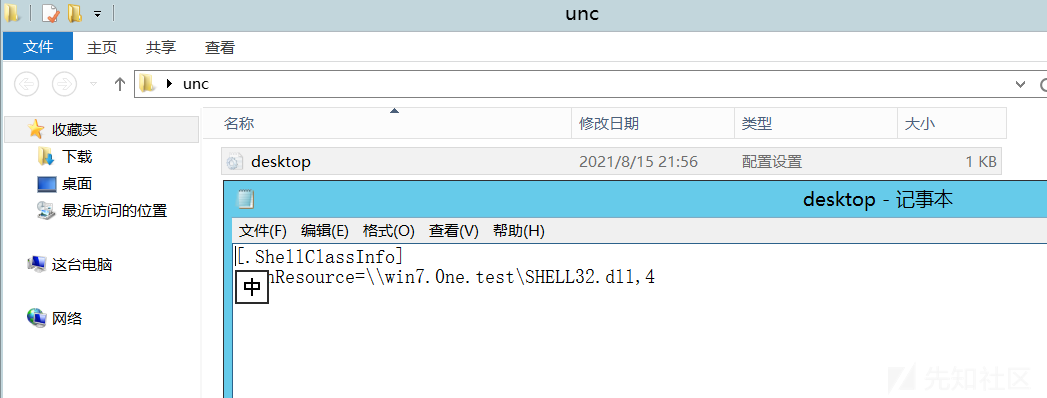 unc
文件 主页 共享 查看
unc
名称 修改日期 类型 大小
收藏夹
下载
桌面
最近访问的位置
这台电脑
网络
desktop 2021/8/15 21:56 配置设置 1 KB
desktop - 记事本
文件(F) 编辑(E) 格式(O) 查看(V) 帮助(H)
[.ShellClassInfo]
nResource=\\win7.One.test\SHELL32.dll,4
中
先知社区